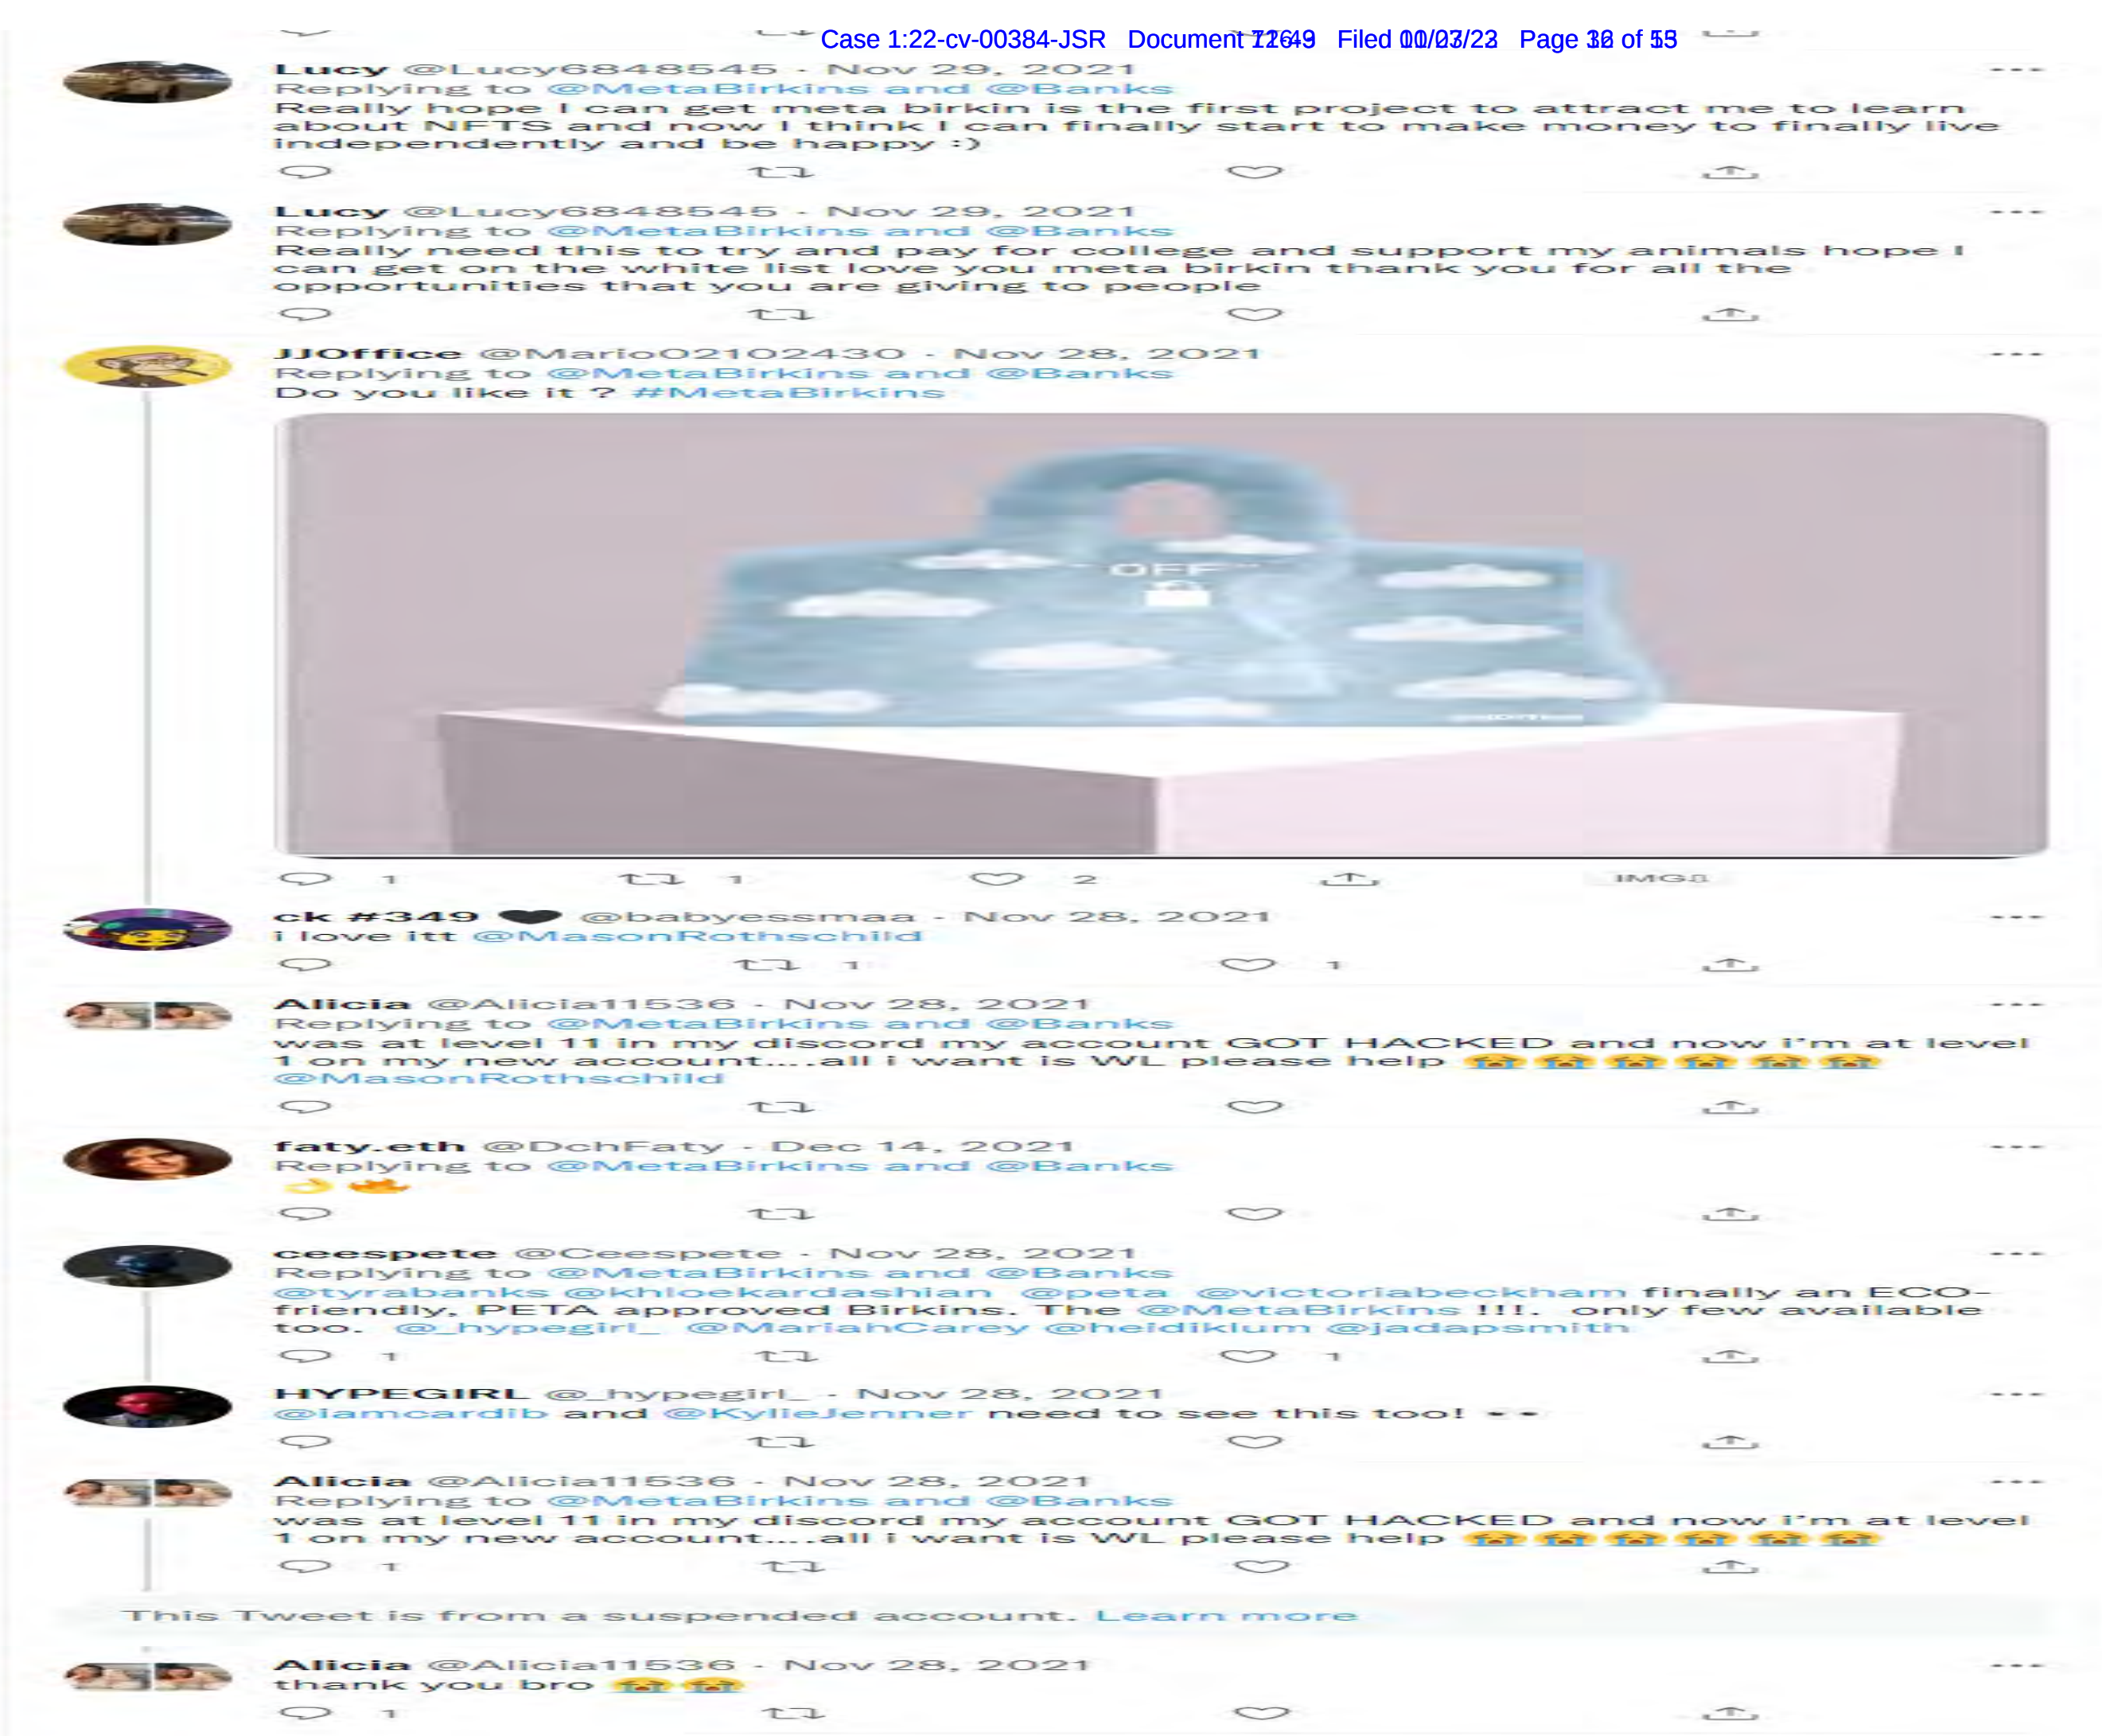 Case 1:22-cv-00384-JSR Document Filed Page of
Lucy @Lucy6848545 · Nov 29, 2021
Replying to @MetaBirkins and @Banks
Really hope I can get meta birkin is the first project to attract me to learn
about NFTS and now I think I can finally start to make money to finally live
independently and be happy :)
Lucy @Lucy6848545 · Nov 29, 2021
Replying to @MetaBirkins and @Banks
Really need this to try and pay for college and support my animals hope I
can get on the white list love you meta birkin thank you for all the
opportunities that you are giving to people
JJOffice @Mario02102430 · Nov 28, 2021
Replying to @MetaBirkins and @Banks
Do you like it ? #MetaBirkins
"OFF"
1 1 2 IMG⇩
ck #349 🖤 @babyessmaa · Nov 28, 2021
i love itt @MasonRothschild
1 1
Alicia @Alicia11536 · Nov 28, 2021
Replying to @MetaBirkins and @Banks
was at level 11 in my discord my account GOT HACKED and now i'm at level
1 on my new account....all i want is WL please help 😭😭😭😭😭😭
@MasonRothschild
faty.eth @DchFaty · Dec 14, 2021
Replying to @MetaBirkins and @Banks
👌🔥
ceespete @Ceespete · Nov 28, 2021
Replying to @MetaBirkins and @Banks
@tyrabanks @khloekardashian @peta @victoriabeckham finally an ECO-
friendly, PETA approved Birkins. The @MetaBirkins !!!. only few available
too. @_hypegirl_ @MariahCarey @heidiklum @jadapsmith
1 1
HYPEGIRL @_hypegirl_ · Nov 28, 2021
@iamcardib and @KylieJenner need to see this too! 👀
Alicia @Alicia11536 · Nov 28, 2021
Replying to @MetaBirkins and @Banks
was at level 11 in my discord my account GOT HACKED and now i'm at level
1 on my new account....all i want is WL please help 😭😭😭😭😭😭
1
This Tweet is from a suspended account. Learn more
Alicia @Alicia11536 · Nov 28, 2021
thank you bro 😭😭
1